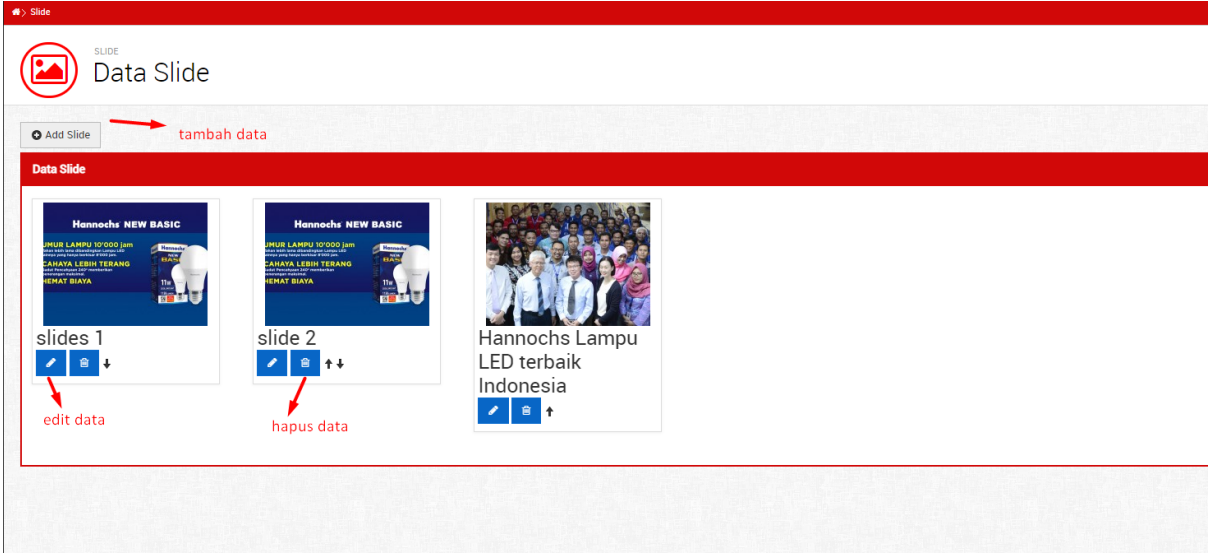 > Slide
SLIDE
Data Slide
Add Slide
tambah data
Data Slide
Hannochs NEW BASIC
UMUR LAMPU 10'000 jam
CAHAYA LEBIH TERANG
HEMAT BIAYA
11W
Hannochs NEW BASIC
UMUR LAMPU 10'000 jam
CAHAYA LEBIH TERANG
HEMAT BIAYA
11W
slides 1
slide 2
Hannochs Lampu
LED terbaik
Indonesia
edit data
hapus data